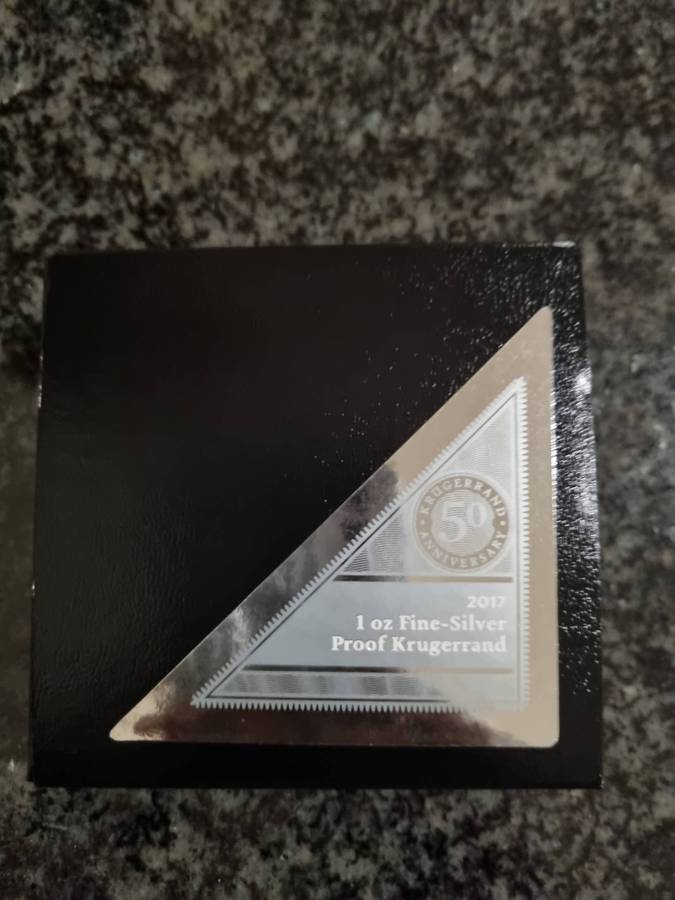 KRUGERRAND
50
ANNIVERSARY
2017
1 oz Fine-Silver
Proof Krugerrand